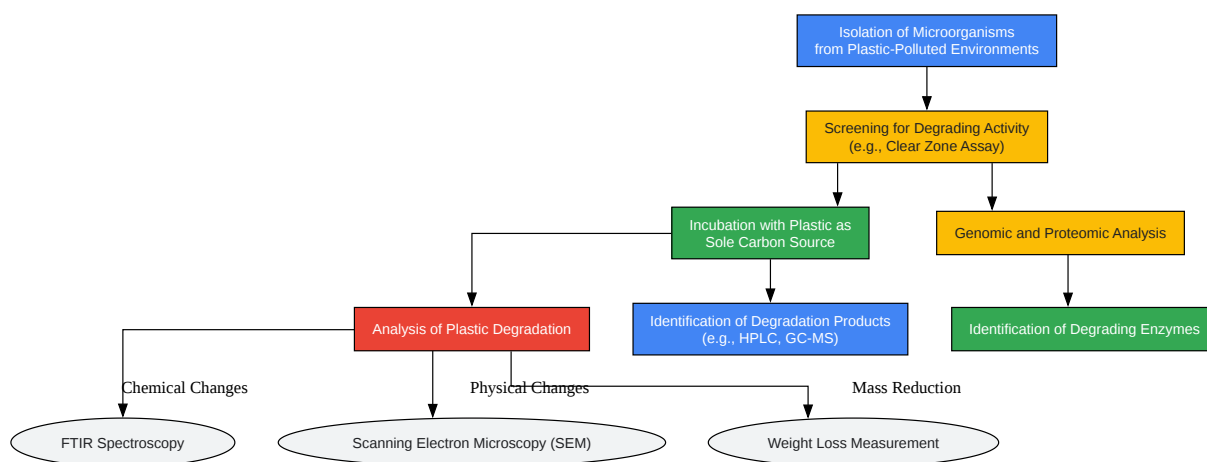 Isolation of Microorganisms
from Plastic-Polluted Environments
Screening for Degrading Activity
(e.g., Clear Zone Assay)
Incubation with Plastic as
Sole Carbon Source
Genomic and Proteomic Analysis
Analysis of Plastic Degradation
Identification of Degradation Products
(e.g., HPLC, GC-MS)
Identification of Degrading Enzymes
Chemical Changes
Physical Changes
Mass Reduction
FTIR Spectroscopy
Scanning Electron Microscopy (SEM)
Weight Loss Measurement